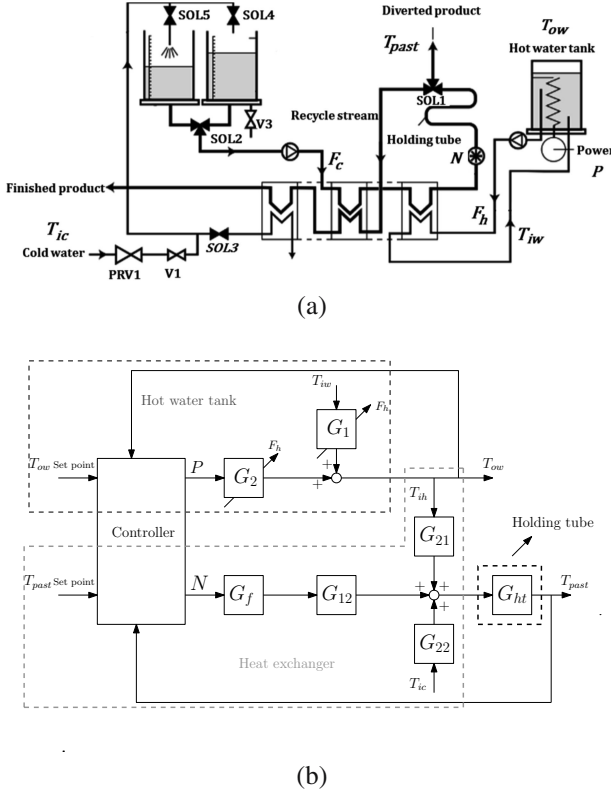 Diverted product
SOL5
SOL4
T_past
T_ow
Hot water tank
SOL1
Recycle stream
SOL2
V3
Holding tube
N
Power
P
F_c
Finished product
F_h
T_iw
T_ic
Cold water
SOL3
PRV1
V1
(a)
T_iw
Hot water tank
F_h
G_1
F_h
T_ow Set point
P
G_2
+
+
T_ow
T_ih
Controller
G_21
Holding tube
T_past Set point
N
G_f
G_12
+
+
+
G_ht
T_past
G_22
Heat exchanger
T_ic
(b)